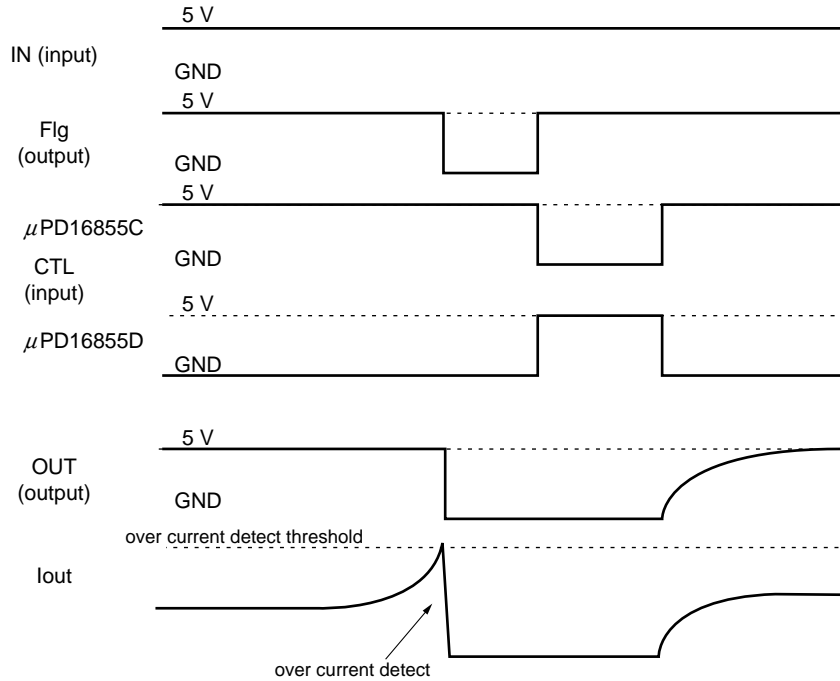 5 V
IN (input)
GND
5 V
Flg
(output)
GND
5 V
μPD16855C
GND
CTL
(input)
5 V
μPD16855D
GND
5 V
OUT
(output)
GND
over current detect threshold
Iout
over current detect